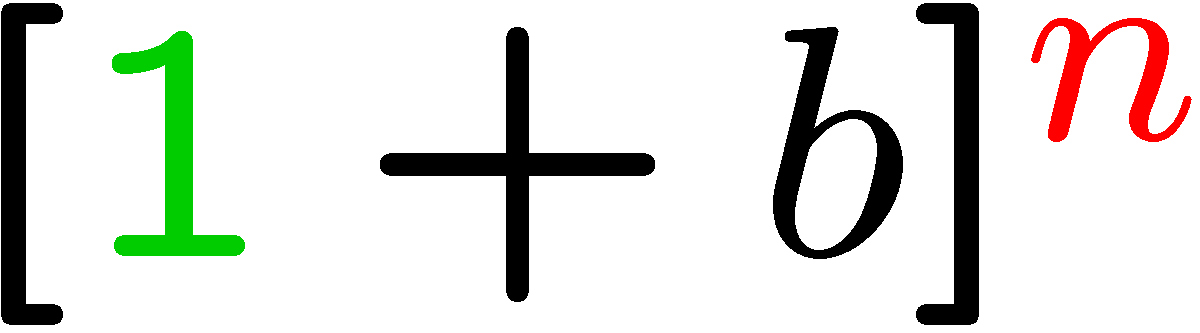 [1 + b]ⁿ